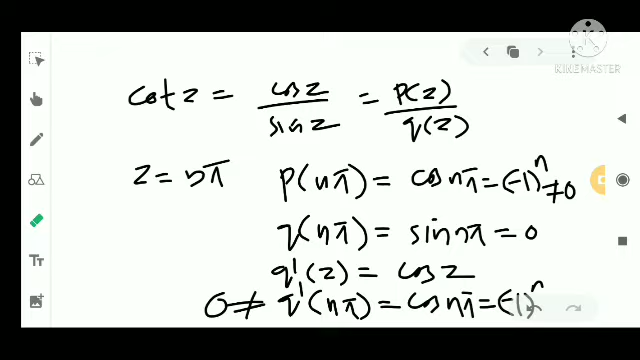 KINEMASTER
cot z = cos z / sin z = p(z) / q(z)
z = nπ p(nπ) = cos nπ = (-1)^n ≠ 0
q(nπ) = sin nπ = 0
q'(z) = cos z
0 ≠ q'(nπ) = cos nπ = (-1)^n